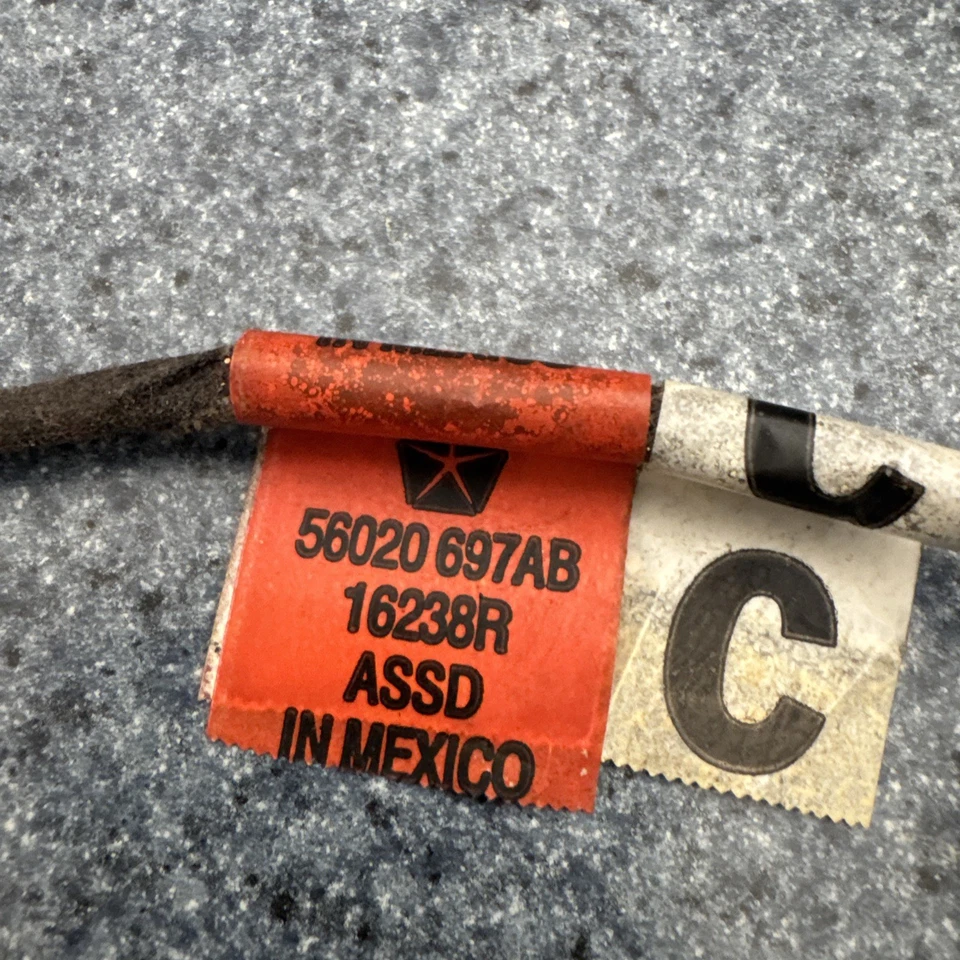 56020 697AB
16238R
ASSD
IN MEXICO
C